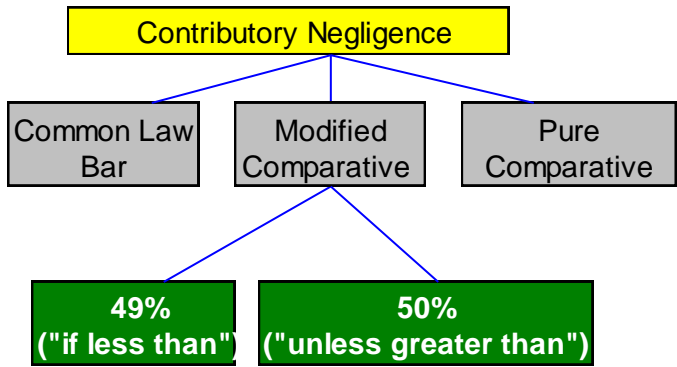 Contributory Negligence
Common Law
Bar
Modified
Comparative
Pure
Comparative
49%
("if less than")
50%
("unless greater than")